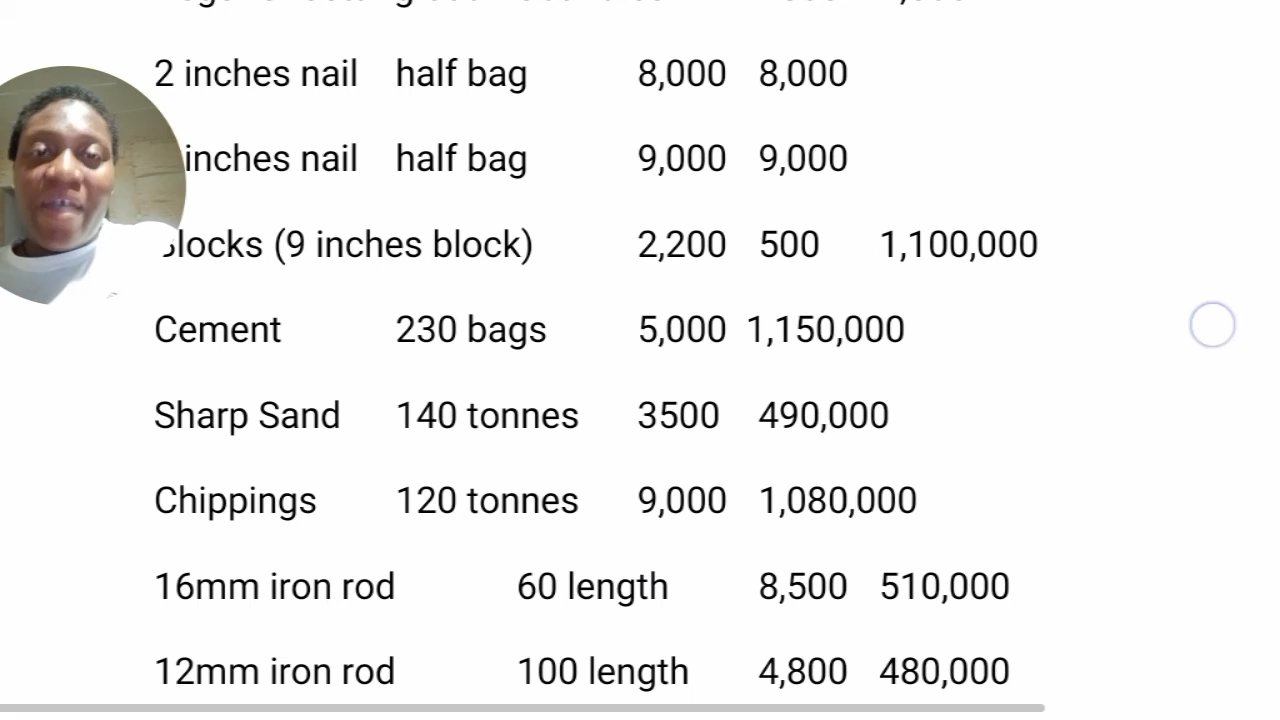 2 inches nail half bag 8,000 8,000
inches nail half bag 9,000 9,000
(9 inches block) 2,200 500 1,100,000
Cement 230 bags 5,000 1,150,000
Sharp Sand 140 tonnes 3500 490,000
Chippings 120 tonnes 9,000 1,080,000
16mm iron rod 60 length 8,500 510,000
12mm iron rod 100 length 4,800 480,000